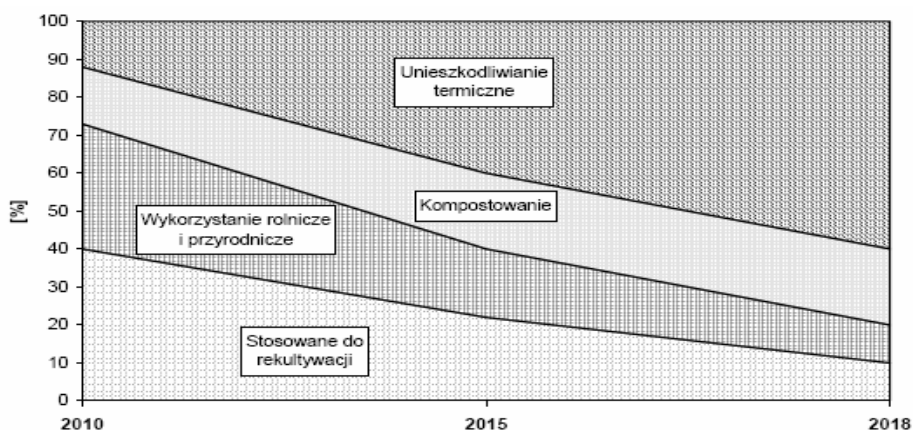 100
90
80
70
60
50
40
30
20
10
0
[%]
Unieszkodliwianie
termiczne
Kompostowanie
Wykorzystanie rolnicze
i przyrodnicze
Stosowane do
rekultywacji
2010
2015
2018